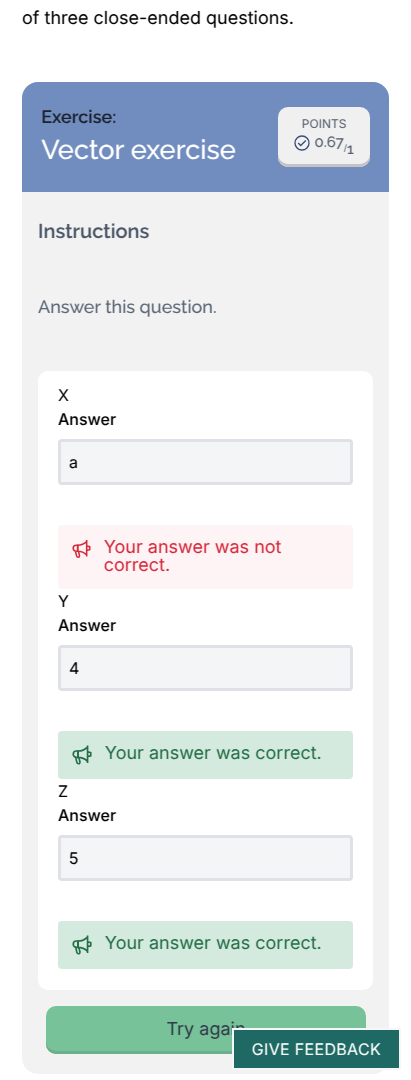 of three close-ended questions.
Exercise:
Vector exercise
POINTS
0.67/1
Instructions
Answer this question.
X
Answer
a
Your answer was not
correct.
Y
Answer
4
Your answer was correct.
Z
Answer
5
Your answer was correct.
Try again
GIVE FEEDBACK